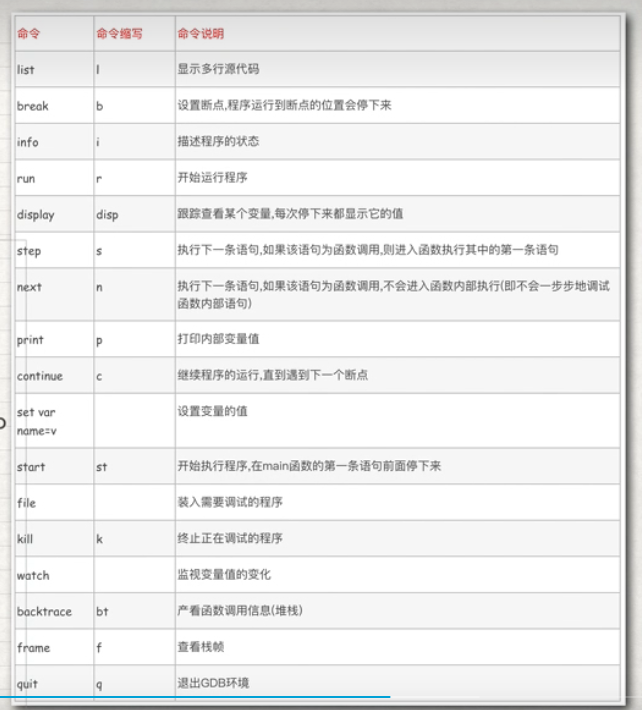 命令 命令缩写 命令说明
list l 显示多行源代码
break b 设置断点,程序运行到断点的位置会停下来
info i 描述程序的状态
run r 开始运行程序
display disp 跟踪查看某个变量,每次停下来都显示它的值
step s 执行下一条语句,如果该语句为函数调用,则进入函数执行其中的第一条语句
next n 执行下一条语句,如果该语句为函数调用,不会进入函数内部执行(即不会一步步地调试
函数内部语句)
print p 打印内部变量值
continue c 继续程序的运行,直到遇到下一个断点
set var 设置变量的值
name=v
start st 开始执行程序,在main函数的第一条语句前面停下来
file 装入需要调试的程序
kill k 终止正在调试的程序
watch 监视变量值的变化
backtrace bt 产看函数调用信息(堆栈)
frame f 查看栈帧
quit q 退出GDB环境